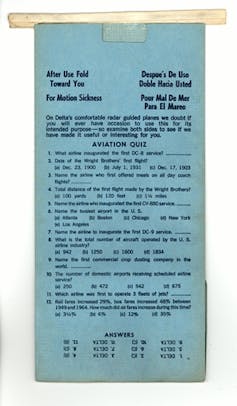 After Use Fold
Toward You
Despue's De Uso
Doble Hacia Usted
For Motion Sickness
Pour Mal De Mer
Para El Mareo
On Delta's comfortable radar guided planes we doubt if
you will ever have occasion to use this for its
intended purpose—so examine both sides to see if we
have made it useful or interesting for you.
AVIATION QUIZ
1. What airline inaugurated the first DC-8 service?
2. Date of the Wright Brothers' first flight?
(a) Dec. 23, 1900 (b) July 1, 1931 (c) Dec. 17, 1903
3. Name the airline who first offered meals on all day coach
flights?
4. Total distance of the first flight made by the Wright Brothers?
(a) 100 yards (b) 120 feet (c) 1¼ miles
5. Name the airline who inaugurated the first CV-880 service.
6. Name the busiest airport in the U. S.
(a) Atlanta (b) Boston (c) Chicago (d) New York
(e) Los Angeles
7. Name the airline to inaugurate the first DC-9 service.
8. What is the total number of aircraft operated by the U. S.
airline industry?
(a) 942 (b) 1250 (c) 1600 (d) 1834
9. Name the first commercial crop dusting company in the
world.
10. The number of domestic airports receiving scheduled airline
service?
(a) 250 (b) 472 (c) 542 (d) 675
11. Which airline was first to operate 3 fleets of jets?
12. Rail fares increased 29%, bus fares increased 46% between
1949 and 1964. How much did air fares increase during this time?
(a) 3½% (b) 6% (c) 12% (d) 35%
ANSWERS
1. DELTA